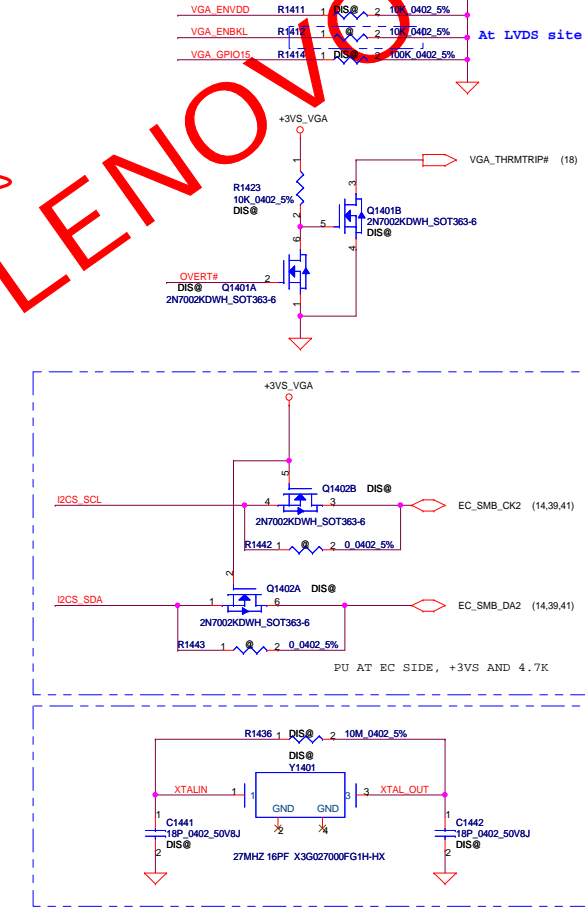 VGA_ENVDD R1411 1 DIS@ 2 10K_0402_5%
VGA_ENBKL R1412 1 @ 2 10K_0402_5%
At LVDS site
VGA_GPIO15 R1414 1 DIS@ 2 100K_0402_5%
LENOVO
+3VS_VGA
1
R1423
10K_0402_5%
DIS@
2
VGA_THRMTRIP# (18)
3
Q1401B
2N7002KDWH_SOT363-6
DIS@
5
4
6
OVERT# 2
DIS@ Q1401A
2N7002KDWH_SOT363-6
1
+3VS_VGA
5
Q1402B DIS@
I2CS_SCL 4 3 EC_SMB_CK2 (14,39,41)
2N7002KDWH_SOT363-6
R1442 1 @ 2 0_0402_5%
2
Q1402A DIS@
I2CS_SDA 1 6 EC_SMB_DA2 (14,39,41)
2N7002KDWH_SOT363-6
R1443 1 @ 2 0_0402_5%
PU AT EC SIDE, +3VS AND 4.7K
R1436 1 DIS@ 2 10M_0402_5%
DIS@
Y1401
XTALIN 1 1 3 3 XTAL_OUT
GND GND
2 4
1
C1441
18P_0402_50V8J
DIS@
2
1
C1442
18P_0402_50V8J
DIS@
2
27MHZ 16PF X3G027000FG1H-HX